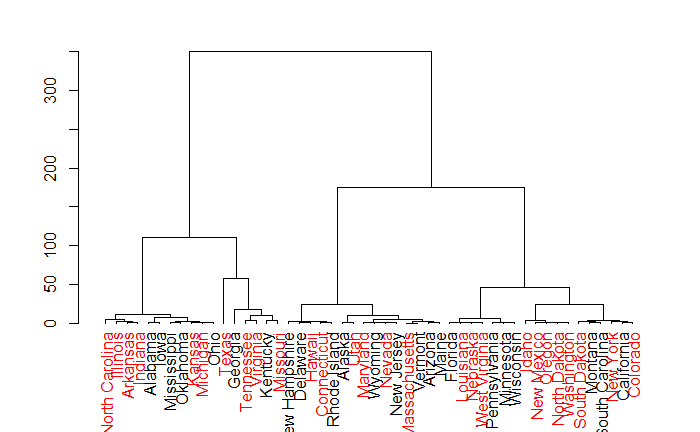 300
200
100
50
0
North Carolina
Illinois
Arkansas
Indiana
Alabama
Iowa
Mississippi
Oklahoma
Kansas
Michigan
Ohio
Texas
Georgia
Tennessee
Virginia
Kentucky
Missouri
ew Hampshire
Delaware
Hawaii
Connecticut
Rhode Island
Alaska
Utah
Maryland
Wyoming
Nevada
New Jersey
Massachusetts
Vermont
Arizona
Maine
Florida
Louisiana
Nebraska
West Virginia
Pennsylvania
Minnesota
Wisconsin
Idaho
New Mexico
Oregon
North Dakota
Washington
South Dakota
Montana
South Carolina
New York
California
Colorado